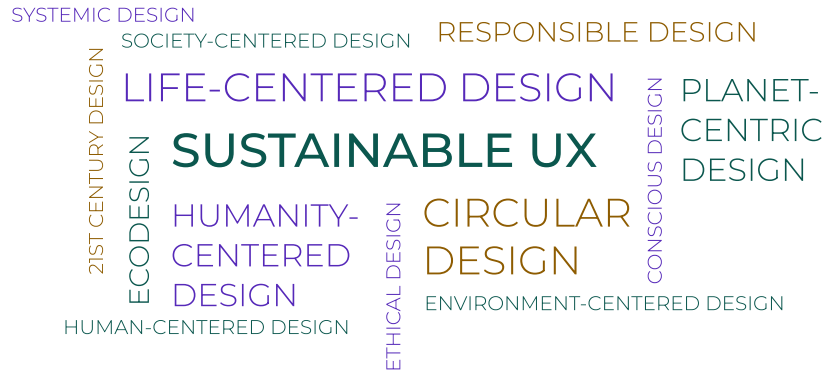 SYSTEMIC DESIGN
SOCIETY-CENTERED DESIGN
RESPONSIBLE DESIGN
21ST CENTURY DESIGN
LIFE-CENTERED DESIGN
PLANET-
CENTRIC
DESIGN
CONSCIOUS DESIGN
SUSTAINABLE UX
ECODESIGN
HUMANITY-
CENTERED
DESIGN
ETHICAL DESIGN
CIRCULAR
DESIGN
ENVIRONMENT-CENTERED DESIGN
HUMAN-CENTERED DESIGN